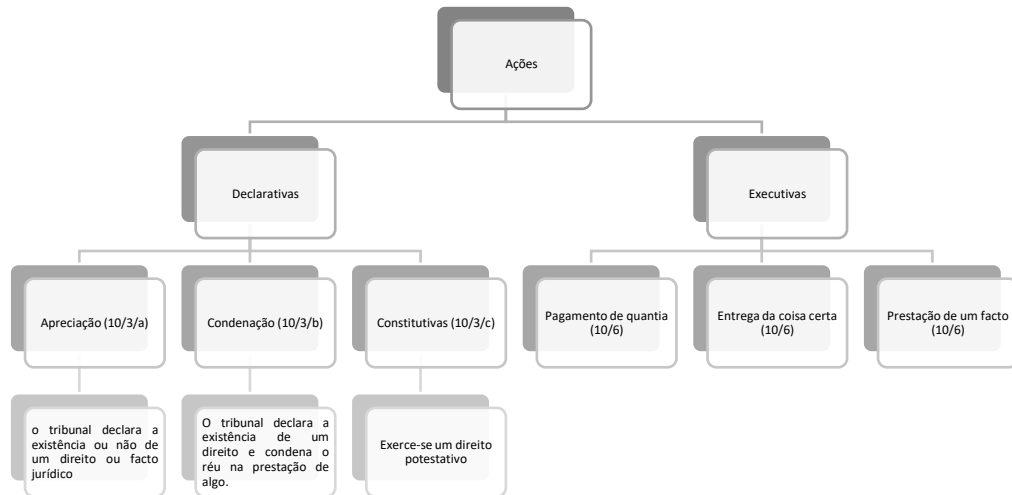 Ações
Declarativas
Executivas
Apreciação (10/3/a)
Condenação (10/3/b)
Constitutivas (10/3/c)
Pagamento de quantia
(10/6)
Entrega da coisa certa
(10/6)
Prestação de um facto
(10/6)
o tribunal declara a
existência ou não de
um direito ou facto
jurídico
O tribunal declara a
existência de um
direito e condena o
réu na prestação de
algo.
Exerce-se um direito
potestativo